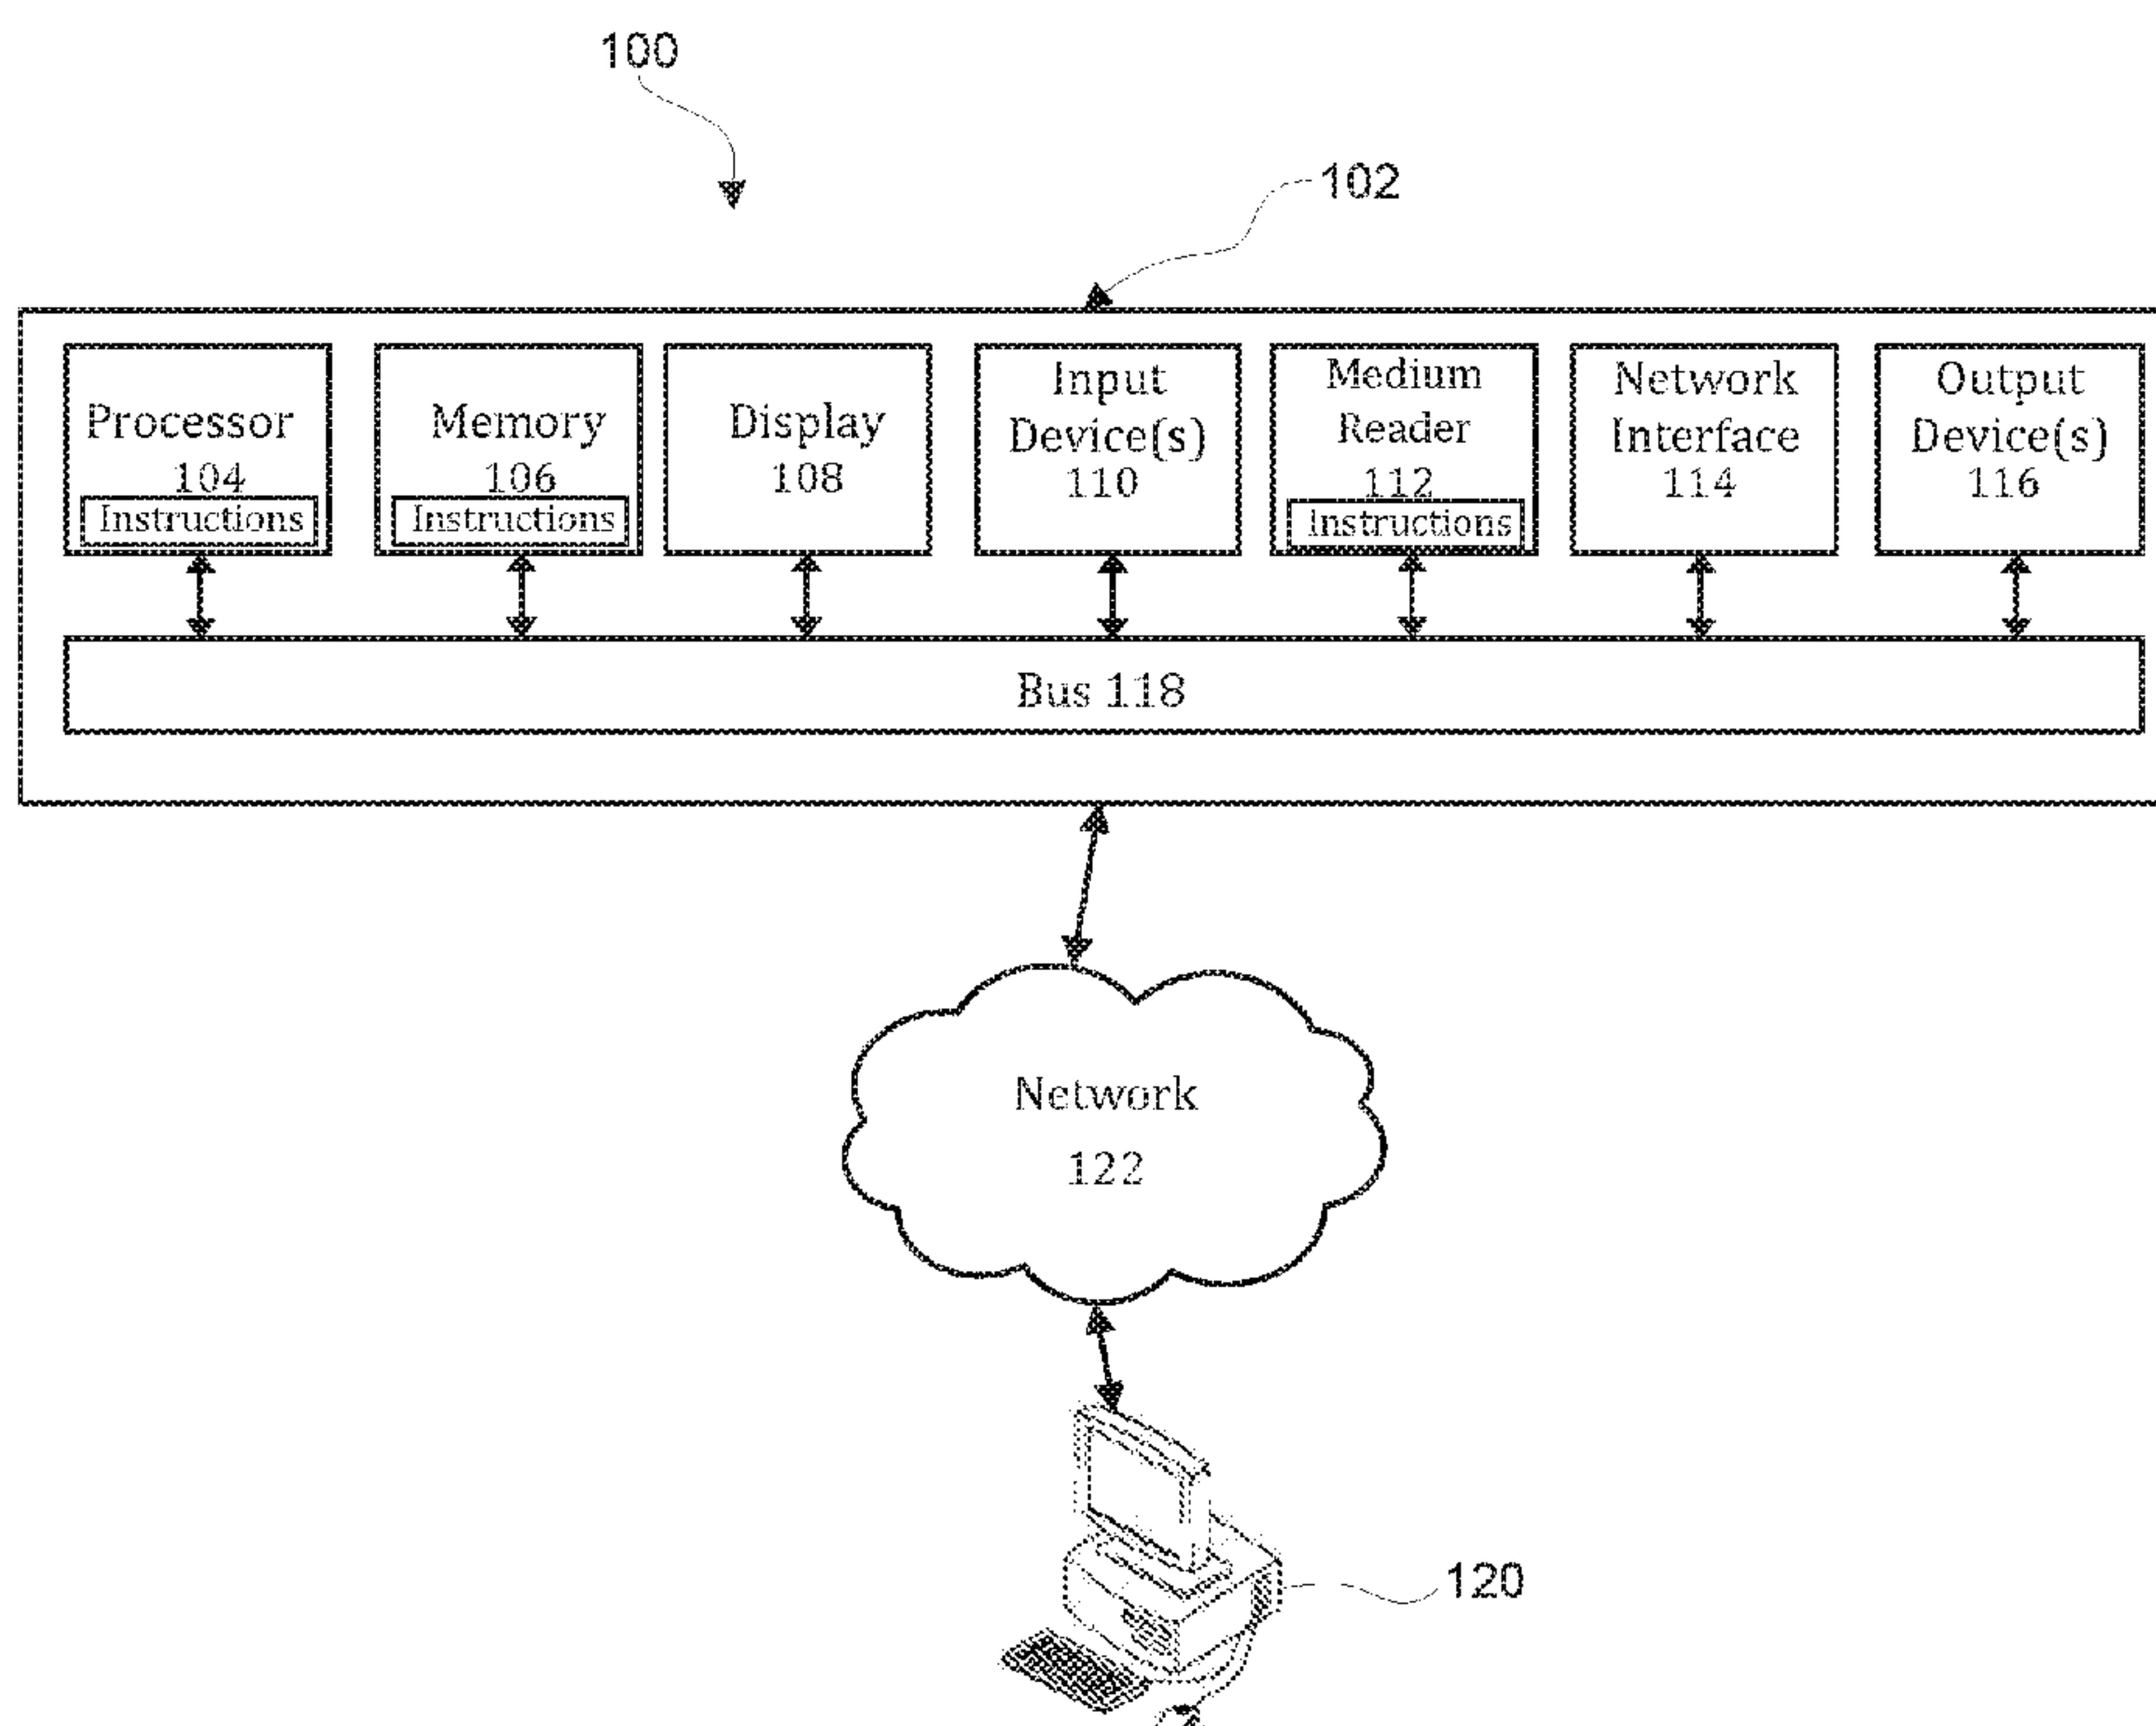 100
102
Processor
104
Instructions
Memory
106
Instructions
Display
108
Input
Device(s)
110
Medium
Reader
112
Instructions
Network
Interface
114
Output
Device(s)
116
Bus 118
Network
122
120